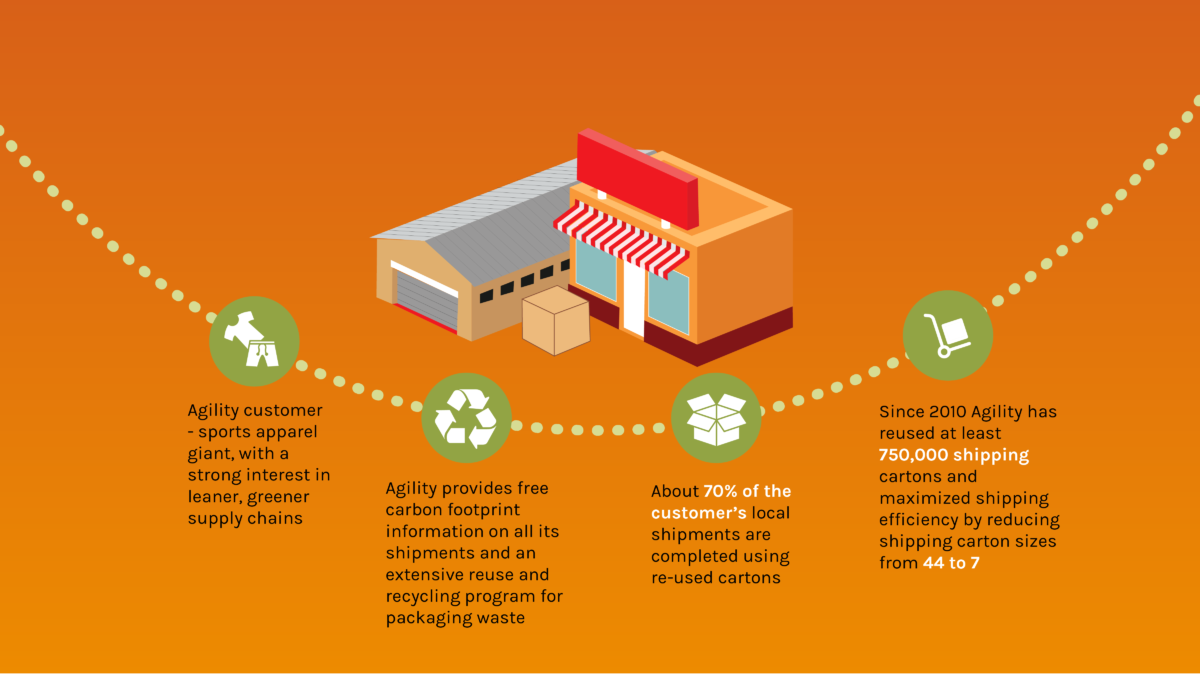 Agility customer
- sports apparel
giant, with a
strong interest in
leaner, greener
supply chains
Agility provides free
carbon footprint
information on all its
shipments and an
extensive reuse and
recycling program for
packaging waste
About 70% of the
customer’s local
shipments are
completed using
re-used cartons
Since 2010 Agility has
reused at least
750,000 shipping
cartons and
maximized shipping
efficiency by reducing
shipping carton sizes
from 44 to 7